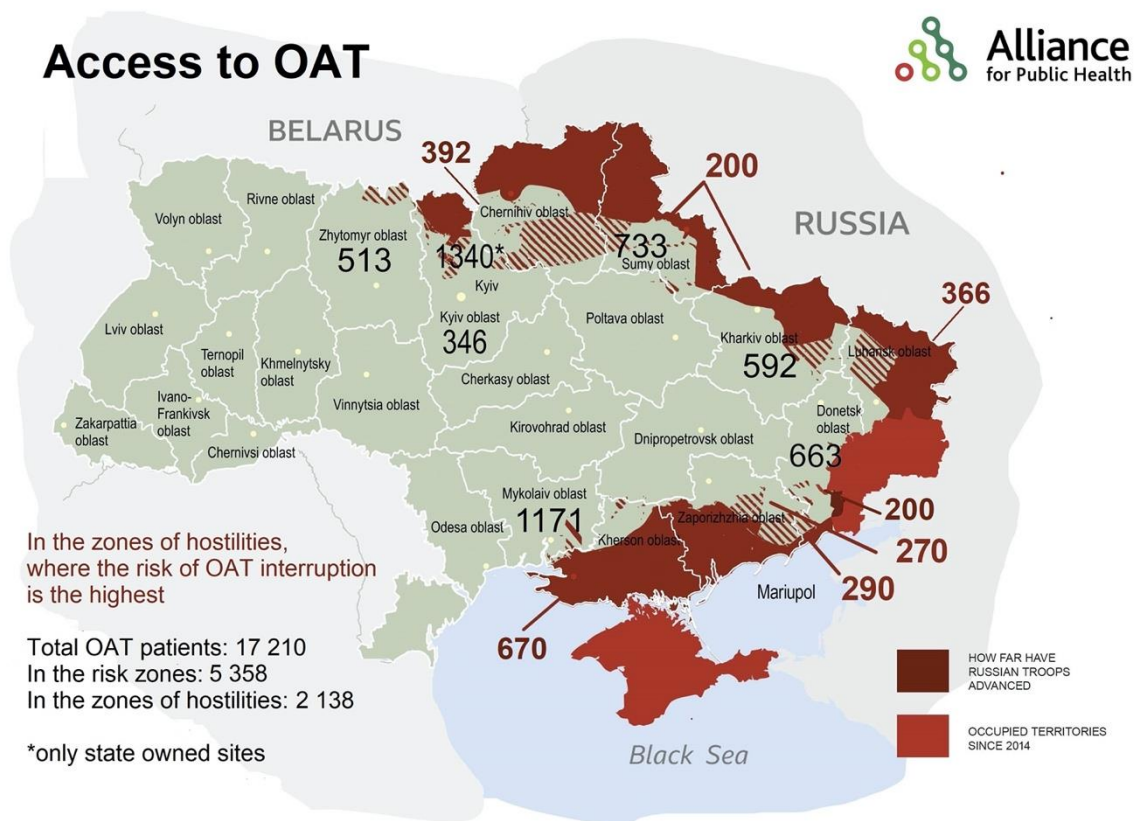 Access to OAT
Alliance
for Public Health
BELARUS
392
200
RUSSIA
Volyn oblast
Rivne oblast
Zhytomyr oblast
513
Chernihiv oblast
1340*
Kyiv
733
Sumy oblast
366
Lviv oblast
Ternopil
oblast
Khmelnytsky
oblast
Kyiv oblast
346
Poltava oblast
Kharkiv oblast
592
Luhansk oblast
Zakarpattia
oblast
Ivano-
Frankivsk
oblast
Chernivsi oblast
Vinnytsia oblast
Cherkasy oblast
Kirovohrad oblast
Dnipropetrovsk oblast
Donetsk
oblast
663
Odesa oblast
Mykolaiv oblast
1171
Kherson oblast
Zaporizhzhia oblast
200
270
290
Mariupol
670
In the zones of hostilities,
where the risk of OAT interruption
is the highest
Total OAT patients: 17 210
In the risk zones: 5 358
In the zones of hostilities: 2 138
*only state owned sites
Black Sea
HOW FAR HAVE
RUSSIAN TROOPS
ADVANCED
OCCUPIED TERRITORIES
SINCE 2014